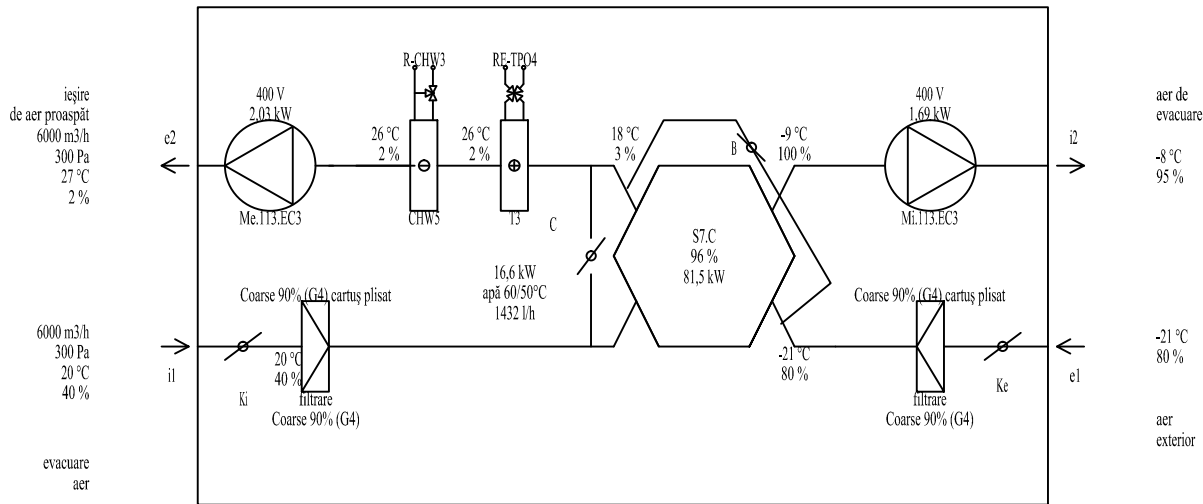 R-CHW3
RE-TPO4
ieşire
de aer proaspăt
6000 m3/h
300 Pa
27 °C
2 %
e2
400 V
2,03 kW
Me.113.EC3
26 °C
2 %
CHW5
26 °C
2 %
T3
18 °C
3 %
B
-9 °C
100 %
400 V
1,69 kW
Mi.113.EC3
i2
aer de
evacuare
-8 °C
95 %
C
S7.C
96 %
81,5 kW
16,6 kW
apă 60/50°C
1432 l/h
Coarse 90% (G4) cartuş plisat
Coarse 90% (G4) cartuş plisat
6000 m3/h
300 Pa
20 °C
40 %
i1
Ki
20 °C
40 %
filtrare
Coarse 90% (G4)
-21 °C
80 %
filtrare
Coarse 90% (G4)
Ke
e1
-21 °C
80 %
aer
exterior
evacuare
aer